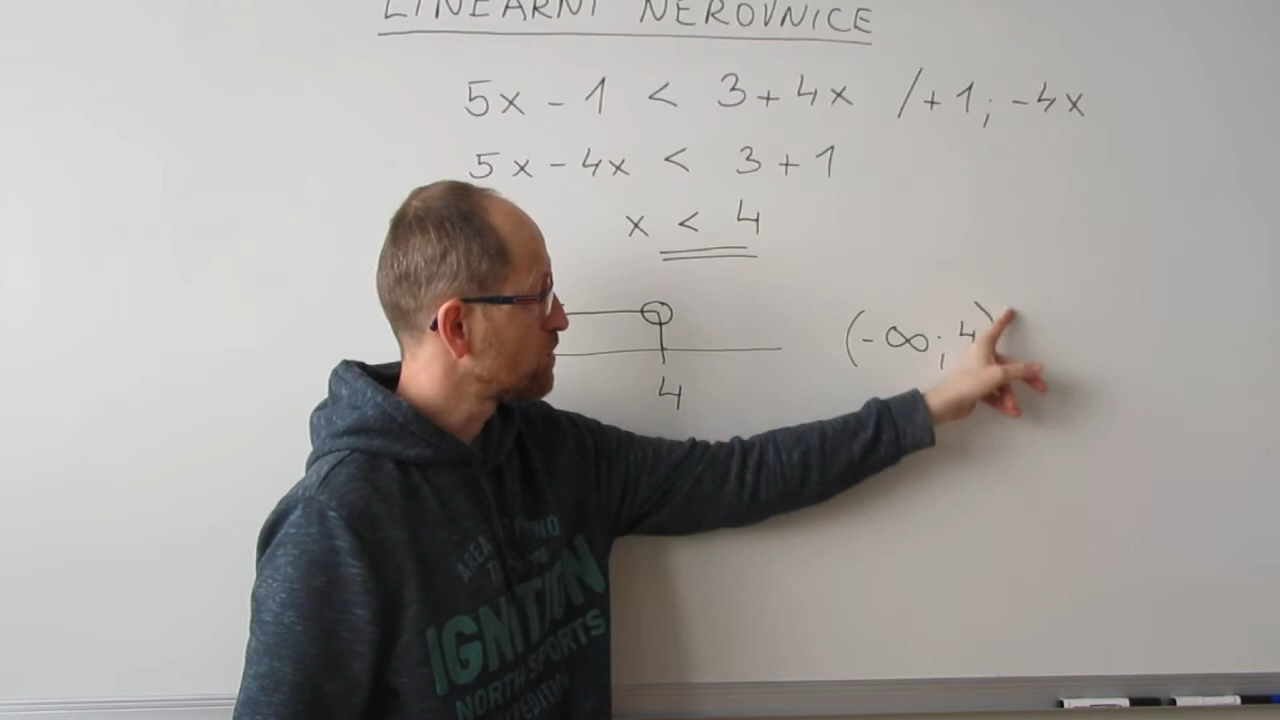 LINEÁRNÍ NEROVNICE
5x - 1 < 3 + 4x /+1; -4x
5x - 4x < 3 + 1
x < 4
4
(-∞; 4)
IGNITION
NORTH SPORTS